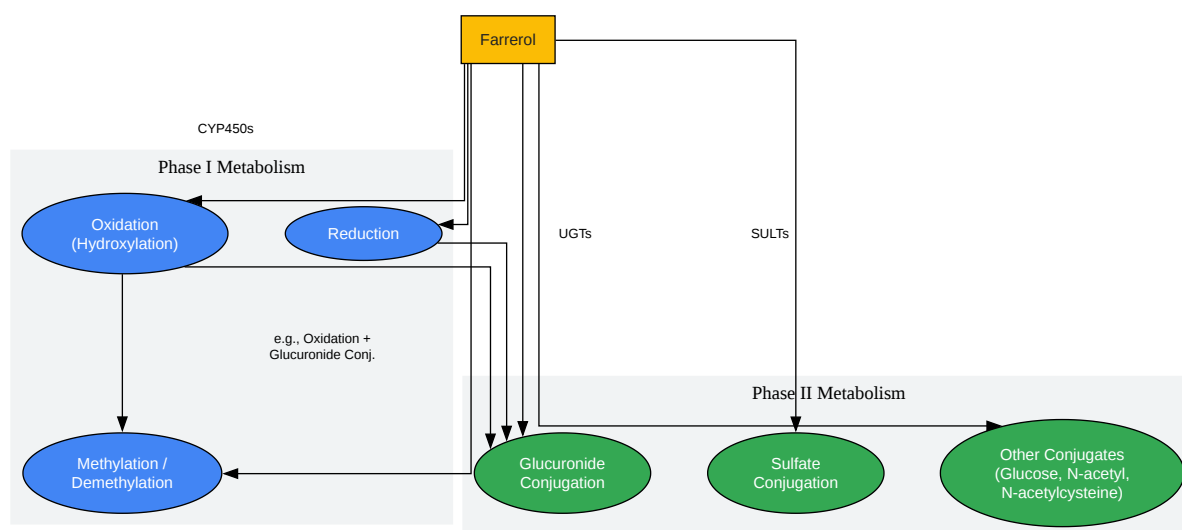 Farrerol
CYP450s
Phase I Metabolism
Oxidation
(Hydroxylation)
Reduction
UGTs
SULTs
e.g., Oxidation +
Glucuronide Conj.
Phase II Metabolism
Methylation /
Demethylation
Glucuronide
Conjugation
Sulfate
Conjugation
Other Conjugates
(Glucose, N-acetyl,
N-acetylcysteine)